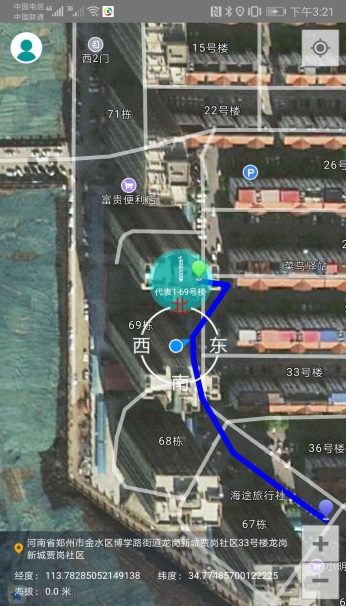 中国电信 46 36
中国联通
下午3:21
15号楼
西2门
22号楼
71栋
26号
P
富贵便利店
菜鸟驿站
代表1-69号楼
北
69栋
西
东
南
33号楼
68栋
36号楼
海途旅行社
67栋
小明
河南省郑州市金水区博学路街道龙岗新城贾岗社区33号楼龙岗
新城贾岗社区
经度： 113.78285052149138 纬度： 34.77485700122225
海拔： 0.0 米